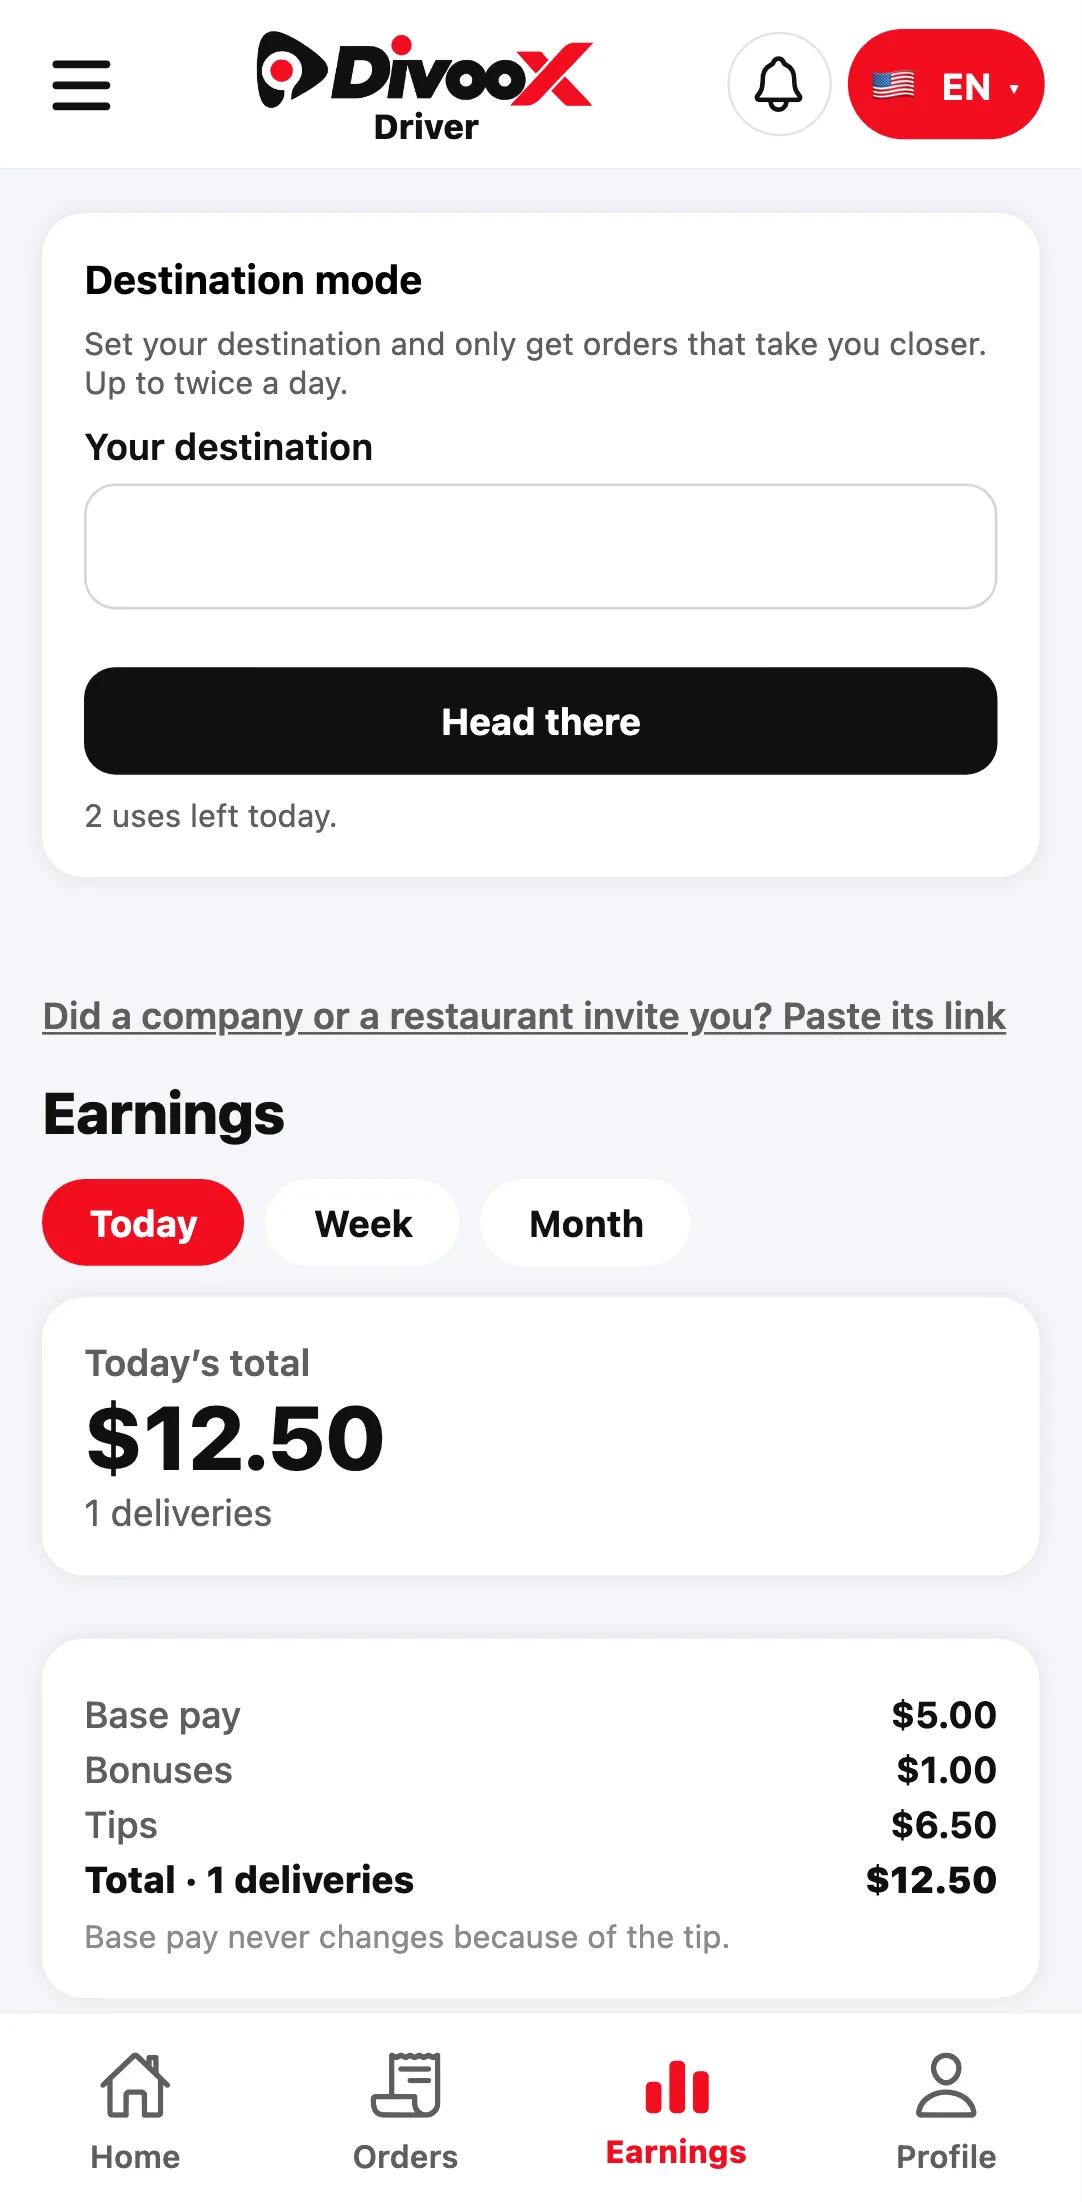 DivooX
Driver
🇺🇸 EN ▾
Destination mode
Set your destination and only get orders that take you closer.
Up to twice a day.
Your destination
Head there
2 uses left today.
Did a company or a restaurant invite you? Paste its link
Earnings
Today Week Month
Today’s total
$12.50
1 deliveries
Base pay $5.00
Bonuses $1.00
Tips $6.50
Total · 1 deliveries $12.50
Base pay never changes because of the tip.
Home Orders Earnings Profile